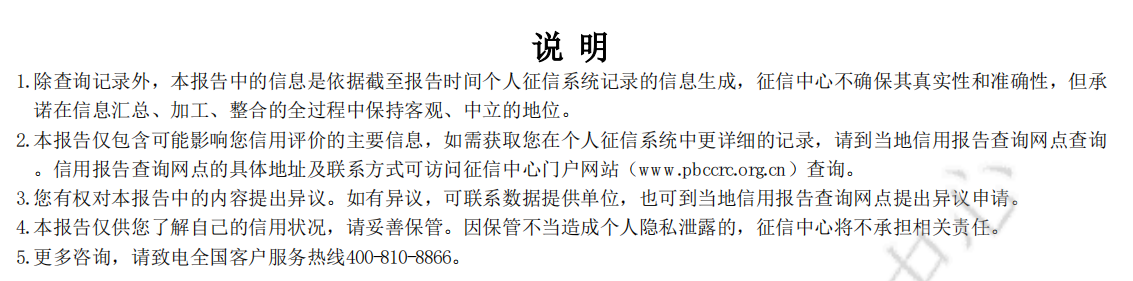 说 明
1.除查询记录外，本报告中的信息是依据截至报告时间个人征信系统记录的信息生成，征信中心不确保其真实性和准确性，但承
诺在信息汇总、加工、整合的全过程中保持客观、中立的地位。
2.本报告仅包含可能影响您信用评价的主要信息，如需获取您在个人征信系统中更详细的记录，请到当地信用报告查询网点查询
。信用报告查询网点的具体地址及联系方式可访问征信中心门户网站（www.pbccrc.org.cn）查询。
3.您有权对本报告中的内容提出异议。如有异议，可联系数据提供单位，也可到当地信用报告查询网点提出异议申请。
4.本报告仅供您了解自己的信用状况，请妥善保管。因保管不当造成个人隐私泄露的，征信中心将不承担相关责任。
5.更多咨询，请致电全国客户服务热线400-810-8866。